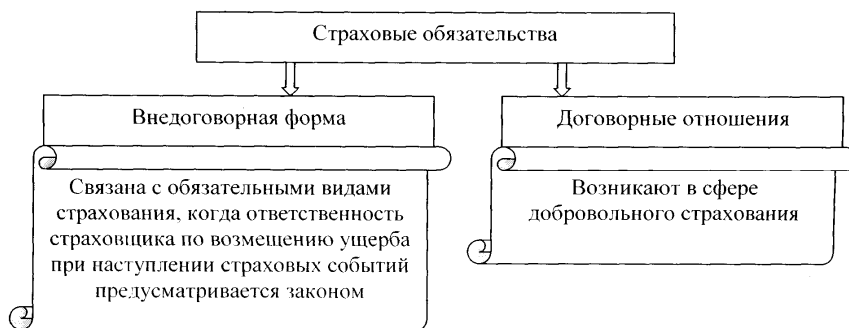 Страховые обязательства
Внедоговорная форма
Договорные отношения
Связана с обязательными видами
страхования, когда ответственность
страховщика по возмещению ущерба
при наступлении страховых событий
предусматривается законом
Возникают в сфере
добровольного страхования